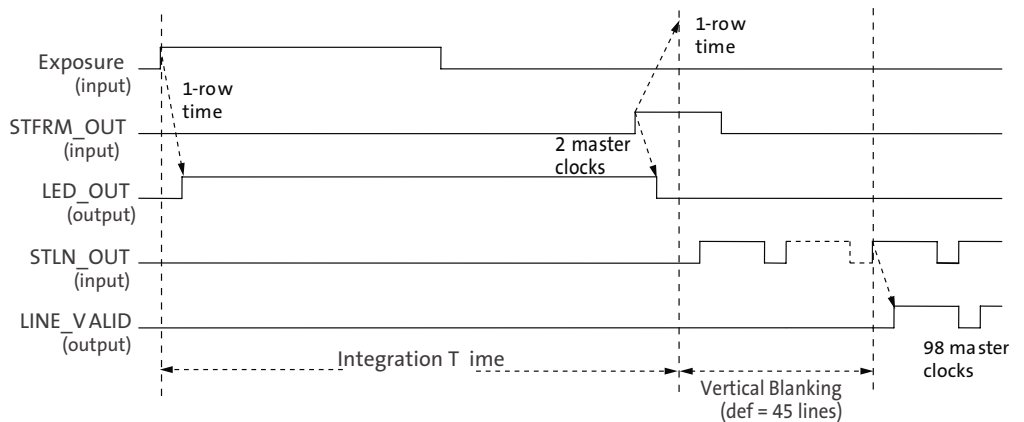 1-row
time
Exposure
(input)
1-row
time
STFRM_OUT
(input)
2 master
clocks
LED_OUT
(output)
STLN_OUT
(input)
LINE_VALID
(output)
98 master
clocks
Integration T ime
Vertical Blanking
(def = 45 lines)